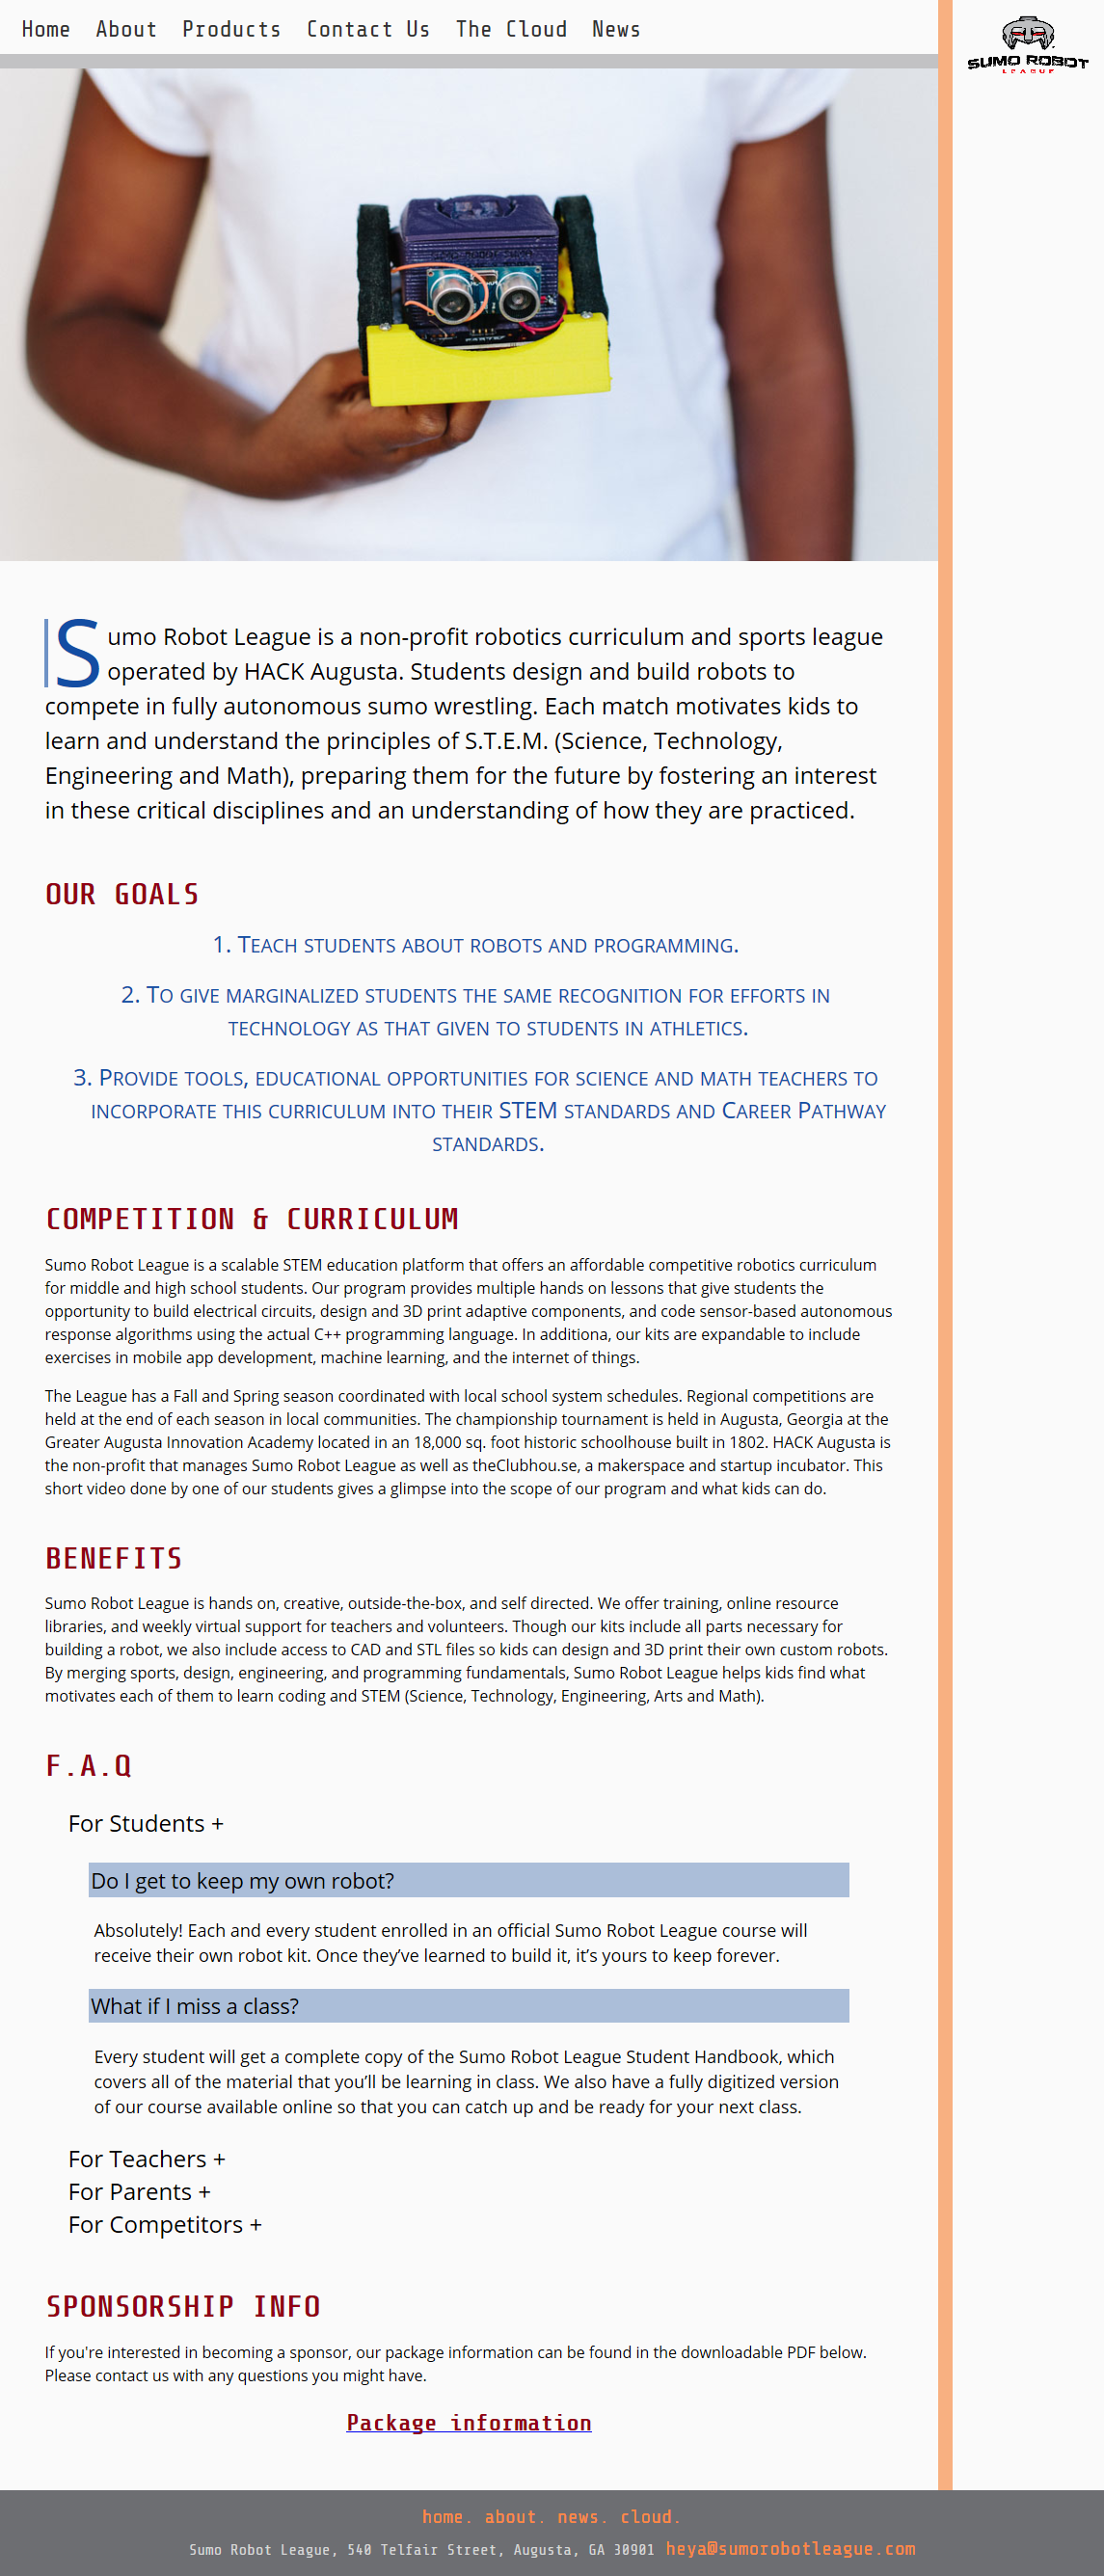 Home About Products Contact Us The Cloud News
SUMO ROBOT
LEAGUE
Sumo Robot League is a non-profit robotics curriculum and sports league
operated by HACK Augusta. Students design and build robots to
compete in fully autonomous sumo wrestling. Each match motivates kids to
learn and understand the principles of S.T.E.M. (Science, Technology,
Engineering and Math), preparing them for the future by fostering an interest
in these critical disciplines and an understanding of how they are practiced.
OUR GOALS
1. Teach students about robots and programming.
2. To give marginalized students the same recognition for efforts in
technology as that given to students in athletics.
3. Provide tools, educational opportunities for science and math teachers to
incorporate this curriculum into their STEM standards and Career Pathway
standards.
COMPETITION & CURRICULUM
Sumo Robot League is a scalable STEM education platform that offers an affordable competitive robotics curriculum
for middle and high school students. Our program provides multiple hands on lessons that give students the
opportunity to build electrical circuits, design and 3D print adaptive components, and code sensor-based autonomous
response algorithms using the actual C++ programming language. In additiona, our kits are expandable to include
exercises in mobile app development, machine learning, and the internet of things.
The League has a Fall and Spring season coordinated with local school system schedules. Regional competitions are
held at the end of each season in local communities. The championship tournament is held in Augusta, Georgia at the
Greater Augusta Innovation Academy located in an 18,000 sq. foot historic schoolhouse built in 1802. HACK Augusta is
the non-profit that manages Sumo Robot League as well as theClubhou.se, a makerspace and startup incubator. This
short video done by one of our students gives a glimpse into the scope of our program and what kids can do.
BENEFITS
Sumo Robot League is hands on, creative, outside-the-box, and self directed. We offer training, online resource
libraries, and weekly virtual support for teachers and volunteers. Though our kits include all parts necessary for
building a robot, we also include access to CAD and STL files so kids can design and 3D print their own custom robots.
By merging sports, design, engineering, and programming fundamentals, Sumo Robot League helps kids find what
motivates each of them to learn coding and STEM (Science, Technology, Engineering, Arts and Math).
F.A.Q
For Students +
Do I get to keep my own robot?
Absolutely! Each and every student enrolled in an official Sumo Robot League course will
receive their own robot kit. Once they’ve learned to build it, it’s yours to keep forever.
What if I miss a class?
Every student will get a complete copy of the Sumo Robot League Student Handbook, which
covers all of the material that you’ll be learning in class. We also have a fully digitized version
of our course available online so that you can catch up and be ready for your next class.
For Teachers +
For Parents +
For Competitors +
SPONSORSHIP INFO
If you're interested in becoming a sponsor, our package information can be found in the downloadable PDF below.
Please contact us with any questions you might have.
Package information
home. about. news. cloud.
Sumo Robot League, 540 Telfair Street, Augusta, GA 30901 heya@sumorobotleague.com